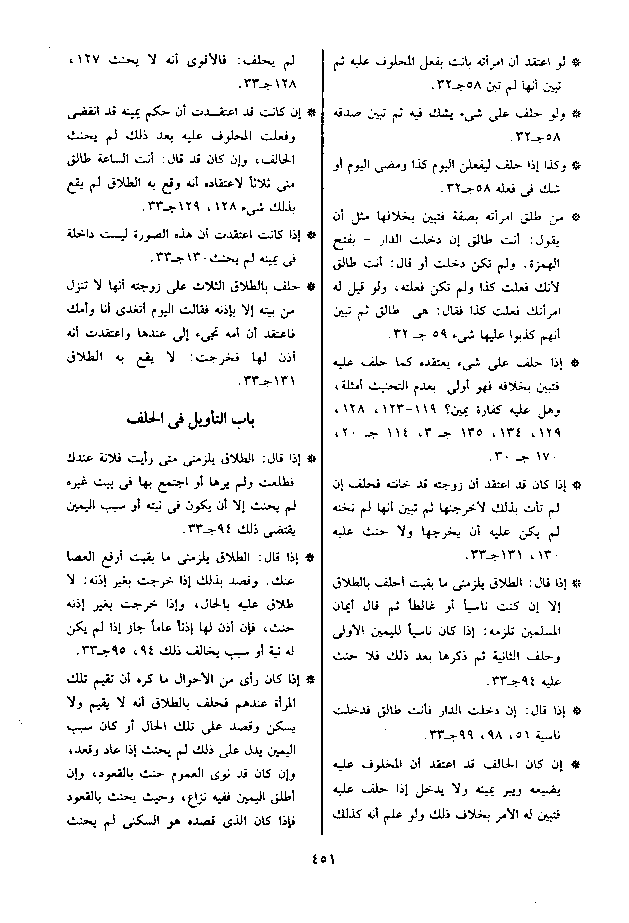 * لو اعتقد أن امرأته بانت بفعل المحلوف عليه ثم
تبين أنها لم تبن ٥٨جـ٣٢.
* ولو حلف على شيء يشك فيه ثم تبين صدقه
٥٨جـ٣٢.
* وكذا إذا حلف ليفعلن اليوم كذا ومضى اليوم أو
شك فى فعله ٥٨جـ٣٢.
* من طلق امرأته بصفة فتبين بخلافها مثل أن
يقول: أنت طالق إن دخلت الدار - بفتح
الهمزة. ولم تكن دخلت أو قال: أنت طالق
لأنك فعلت كذا ولم تكن فعلته، ولو قيل له
امرأتك فعلت كذا فقال: هى طالق ثم تبين
أنهم كذبوا عليها شىء ٥٩ جـ ٣٢.
* إذا حلف على شىء يعتقده كما حلف عليه
فتبين بخلافه فهو أولى بعدم التحنيث أمثلة،
وهل عليه كفارة يمين؟ ١١٩-١٢٣، ١٢٨،
١٢٩، ١٣٤، ١٣٥ جـ ٣، ١١٤ جـ ٢٠،
١٧٠ جـ ٣٠.
* إذا كان قد اعتقد أن زوجته قد خانته فحلف إن
لم تأت بذلك لأخرجنها ثم تبين أنها لم تخنه
لم يكن عليه أن يخرجها ولا حنث عليه
١٣٠، ١٣١جـ٣٣.
* إذا قال: الطلاق يلزمنى ما بقيت أحلف بالطلاق
إلا إن كنت ناسياً أو غالطاً ثم قال أيمان
المسلمين تلزمه: إذا كان ناسياً لليمين الأولى
وحلف الثانية ثم ذكرها بعد ذلك فلا حنث
عليه ٩٤جـ٣٣.
* إذا قال: إن دخلت الدار فأنت طالق فدخلت
ناسية ٥١، ٩٨، ٩٩جـ٣٣.
* إن كان الحالف قد اعتقد أن المحلوف عليه
يضيعه ويبر يمينه ولا يدخل إذا حلف عليه
فتبين له الأمر بخلاف ذلك ولو علم أنه كذلك
لم يحلف: فالأقوى أنه لا يحنث ١٢٧،
١٢٨جـ٣٣.
* إن كانت قد اعتقدت أن حكم يمينه قد انقضى
وفعلت المحلوف عليه بعد ذلك لم يحنث
الحالف، وإن كان قد قال: أنت الساعة طالق
منى ثلاثاً لاعتقاده أنه وقع به الطلاق لم يقع
بذلك شىء ١٢٨، ١٢٩جـ٣٣.
* إذا كانت اعتقدت أن هذه الصورة ليست داخلة
فى يمينه لم يحنث ١٣٠جـ٣٣.
* حلف بالطلاق الثلاث على زوجته أنها لا تنزل
من بيته إلا بإذنه فقالت اليوم أتغدى أنا وأمك
فاعتقد أن أمه تجىء إلى عندها واعتقدت أنه
أذن لها فخرجت: لا يقع به الطلاق
١٣١جـ٣٣.
باب التأويل فى الحلف
* إذا قال: الطلاق يلزمنى متى رأيت فلانة عندك
فطلعت ولم يرها أو اجتمع بها فى بيت غيره
لم يحنث إلا أن يكون فى نيته أو سبب اليمين
يقتضى ذلك ٩٤جـ٣٣.
* إذا قال: الطلاق يلزمنى ما بقيت أرفع العصا
عنك. وقصد بذلك إذا خرجت بغير إذنه: لا
طلاق عليه بالحال، وإذا خرجت بغير إذنه
حنث، فإن أذن لها إذناً عاماً جاز إذا لم يكن
له نية أو سبب يخالف ذلك ٩٤، ٩٥جـ٣٣.
* إذا كان رأى من الأحوال ما كره أن تقيم تلك
المرأة عندهم فحلف بالطلاق أنه لا يقيم ولا
يسكن وقصد على تلك الحال أو كان سبب
اليمين يدل على ذلك لم يحنث إذا عاد وقعد،
وإن كان قد نوى العموم حنث بالقعود، وإن
أطلق اليمين ففيه نزاع، وحيث يحنث بالقعود
فإذا كان الذى قصده هو السكنى لم يحنث
٤٥١